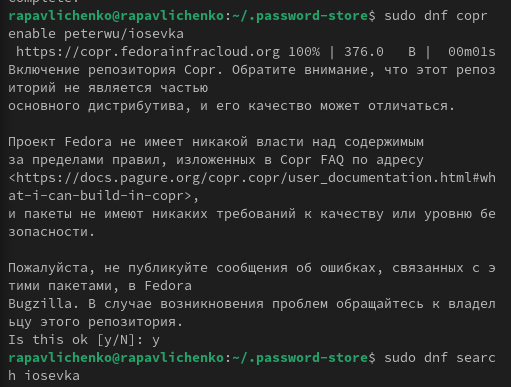 rapavlichenko@rapavlichenko:~/.password-store$ sudo dnf copr
enable peterwu/iosevka
https://copr.fedorainfracloud.org 100% | 376.0   B |  00m01s
Включение репозитория Copr. Обратите внимание, что этот репоз
иторий не является частью
основного дистрибутива, и его качество может отличаться.
Проект Fedora не имеет никакой власти над содержимым
за пределами правил, изложенных в Copr FAQ по адресу
<https://docs.pagure.org/copr.copr/user_documentation.html#wh
at-i-can-build-in-copr>,
и пакеты не имеют никаких требований к качеству или уровню бе
зопасности.
Пожалуйста, не публикуйте сообщения об ошибках, связанных с э
тими пакетами, в Fedora
Bugzilla. В случае возникновения проблем обращайтесь к владел
ьцу этого репозитория.
Is this ok [y/N]: y
rapavlichenko@rapavlichenko:~/.password-store$ sudo dnf searc
h iosevka